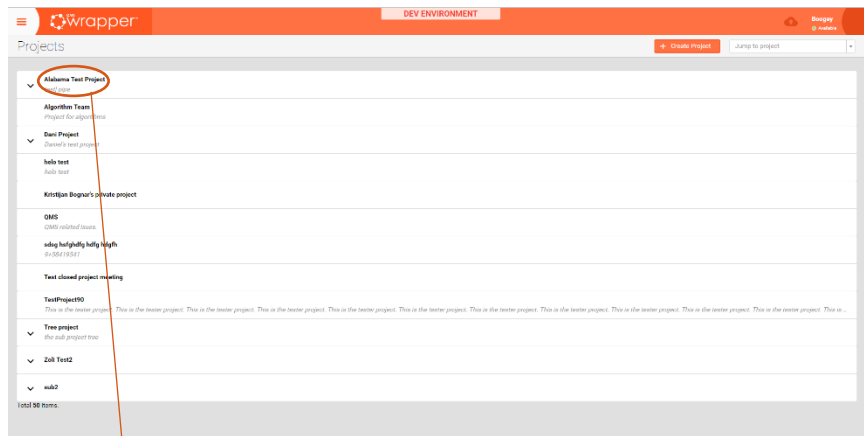 DEV ENVIRONMENT
QMS
wrapper
Boogey
Available
Projects
+ Create Project
Jump to project
Alabama Test Project
test pipe
Algorithm Team
Project for algorithms
Dani Project
Daniel's test project
helo test
helo test
Kristijan Bognar's private project
QMS
QMS related issues.
sdsg hsfghdfg hdfg hdgfh
Test closed project meeting
TestProject90
This is the tester project. This is the tester project. This is the tester project. This is the tester project. This is the tester project. This is the tester project. This is the tester project. This is the tester project. This is the tester project. This is the tester project. This is the tester project. This is ...
Tree project
the sub project tree
Zoli Test2
sub2
Total 50 items.